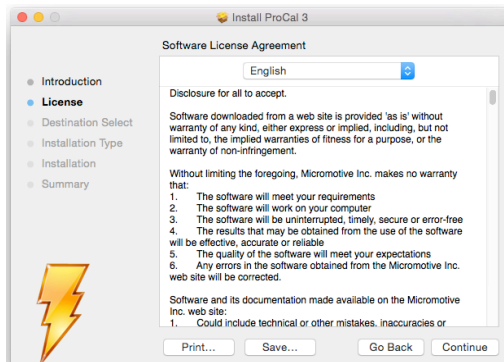 Install ProCal 3
Software License Agreement
English
Introduction
License
Destination Select
Installation Type
Installation
Summary
Disclosure for all to accept.
Software downloaded from a web site is provided 'as is' without
warranty of any kind, either express or implied, including, but not
limited to, the implied warranties of fitness for a purpose, or the
warranty of non-infringement.
Without limiting the foregoing, Micromotive Inc. makes no warranty
that:
1. The software will meet your requirements
2. The software will work on your computer
3. The software will be uninterrupted, timely, secure or error-free
4. The results that may be obtained from the use of the software
will be effective, accurate or reliable
5. The quality of the software will meet your expectations
6. Any errors in the software obtained from the Micromotive Inc.
web site will be corrected.
Software and its documentation made available on the Micromotive
Inc. web site:
1. Could include technical or other mistakes, inaccuracies or
Print...
Save...
Go Back
Continue